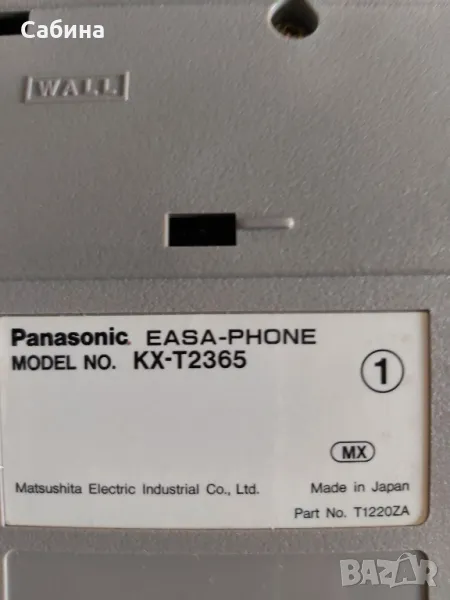 Сабина
WALL
Panasonic EASA-PHONE
MODEL NO. KX-T2365
1
MX
Matsushita Electric Industrial Co., Ltd. Made in Japan
Part No. T1220ZA
BAZAR